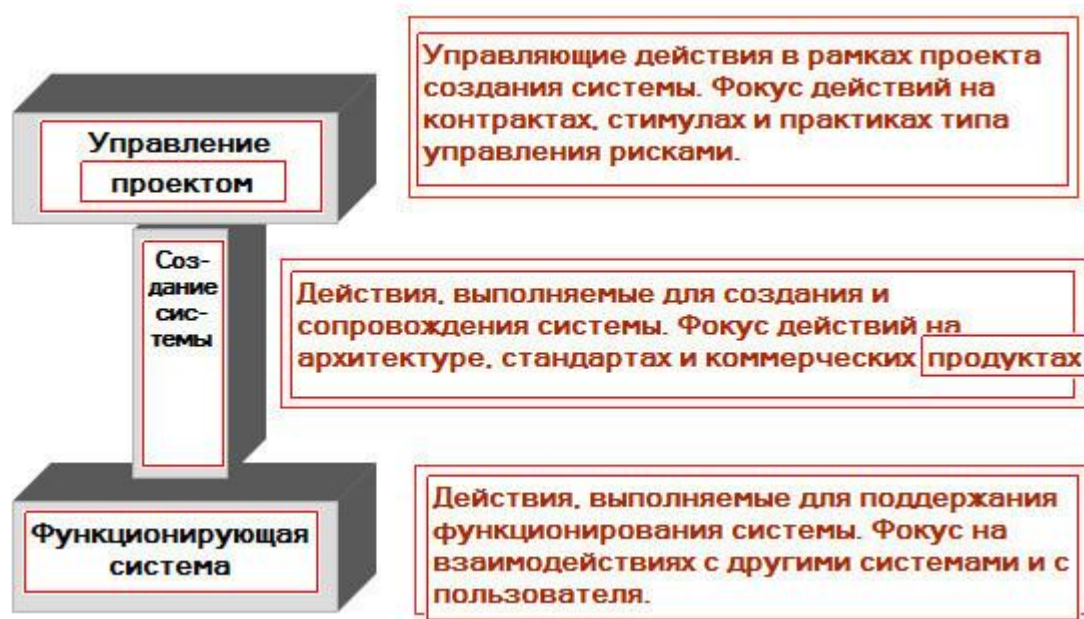 Управляющие действия в рамках проекта
создания системы. Фокус действий на
контрактах, стимулах и практиках типа
управления рисками.
Управление
проектом
Соз-
дание
сис-
темы
Действия, выполняемые для создания и
сопровождения системы. Фокус действий на
архитектуре, стандартах и коммерческих продуктах
Функционирующая
система
Действия, выполняемые для поддержания
функционирования системы. Фокус на
взаимодействиях с другими системами и с
пользователя.